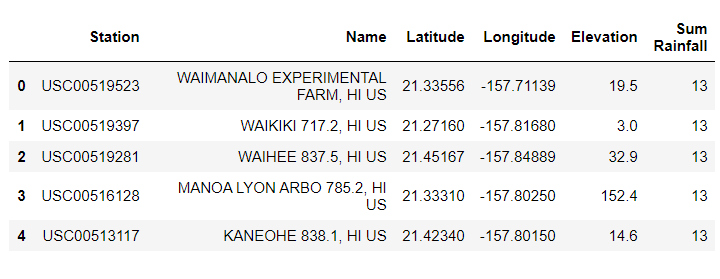 Station Name Latitude Longitude Elevation Sum Rainfall
0 USC00519523 WAIMANALO EXPERIMENTAL FARM, HI US 21.33556 -157.71139 19.5 13
1 USC00519397 WAIKIKI 717.2, HI US 21.27160 -157.81680 3.0 13
2 USC00519281 WAIHEE 837.5, HI US 21.45167 -157.84889 32.9 13
3 USC00516128 MANOA LYON ARBO 785.2, HI US 21.33310 -157.80250 152.4 13
4 USC00513117 KANEOHE 838.1, HI US 21.42340 -157.80150 14.6 13